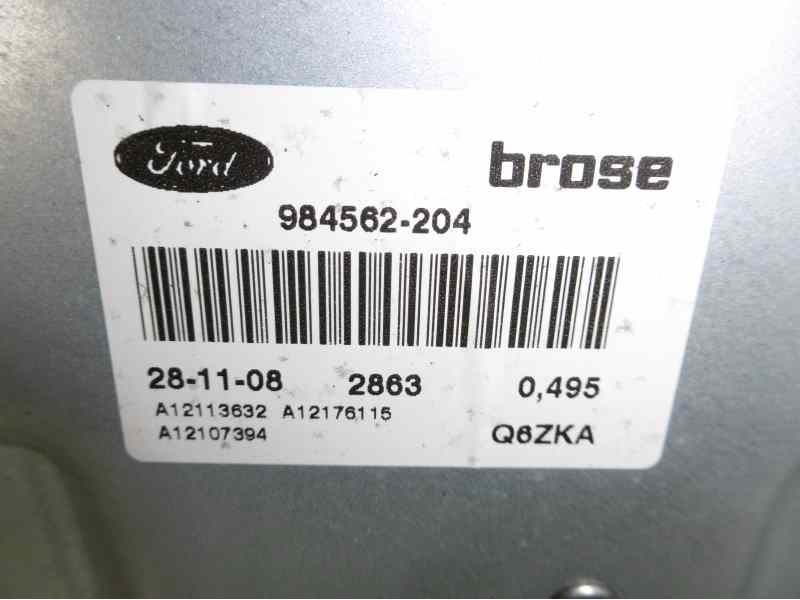 Ford brose
984562-204
28-11-08 2863 0,495
A12113632 A12176115
A12107394 Q6ZKA